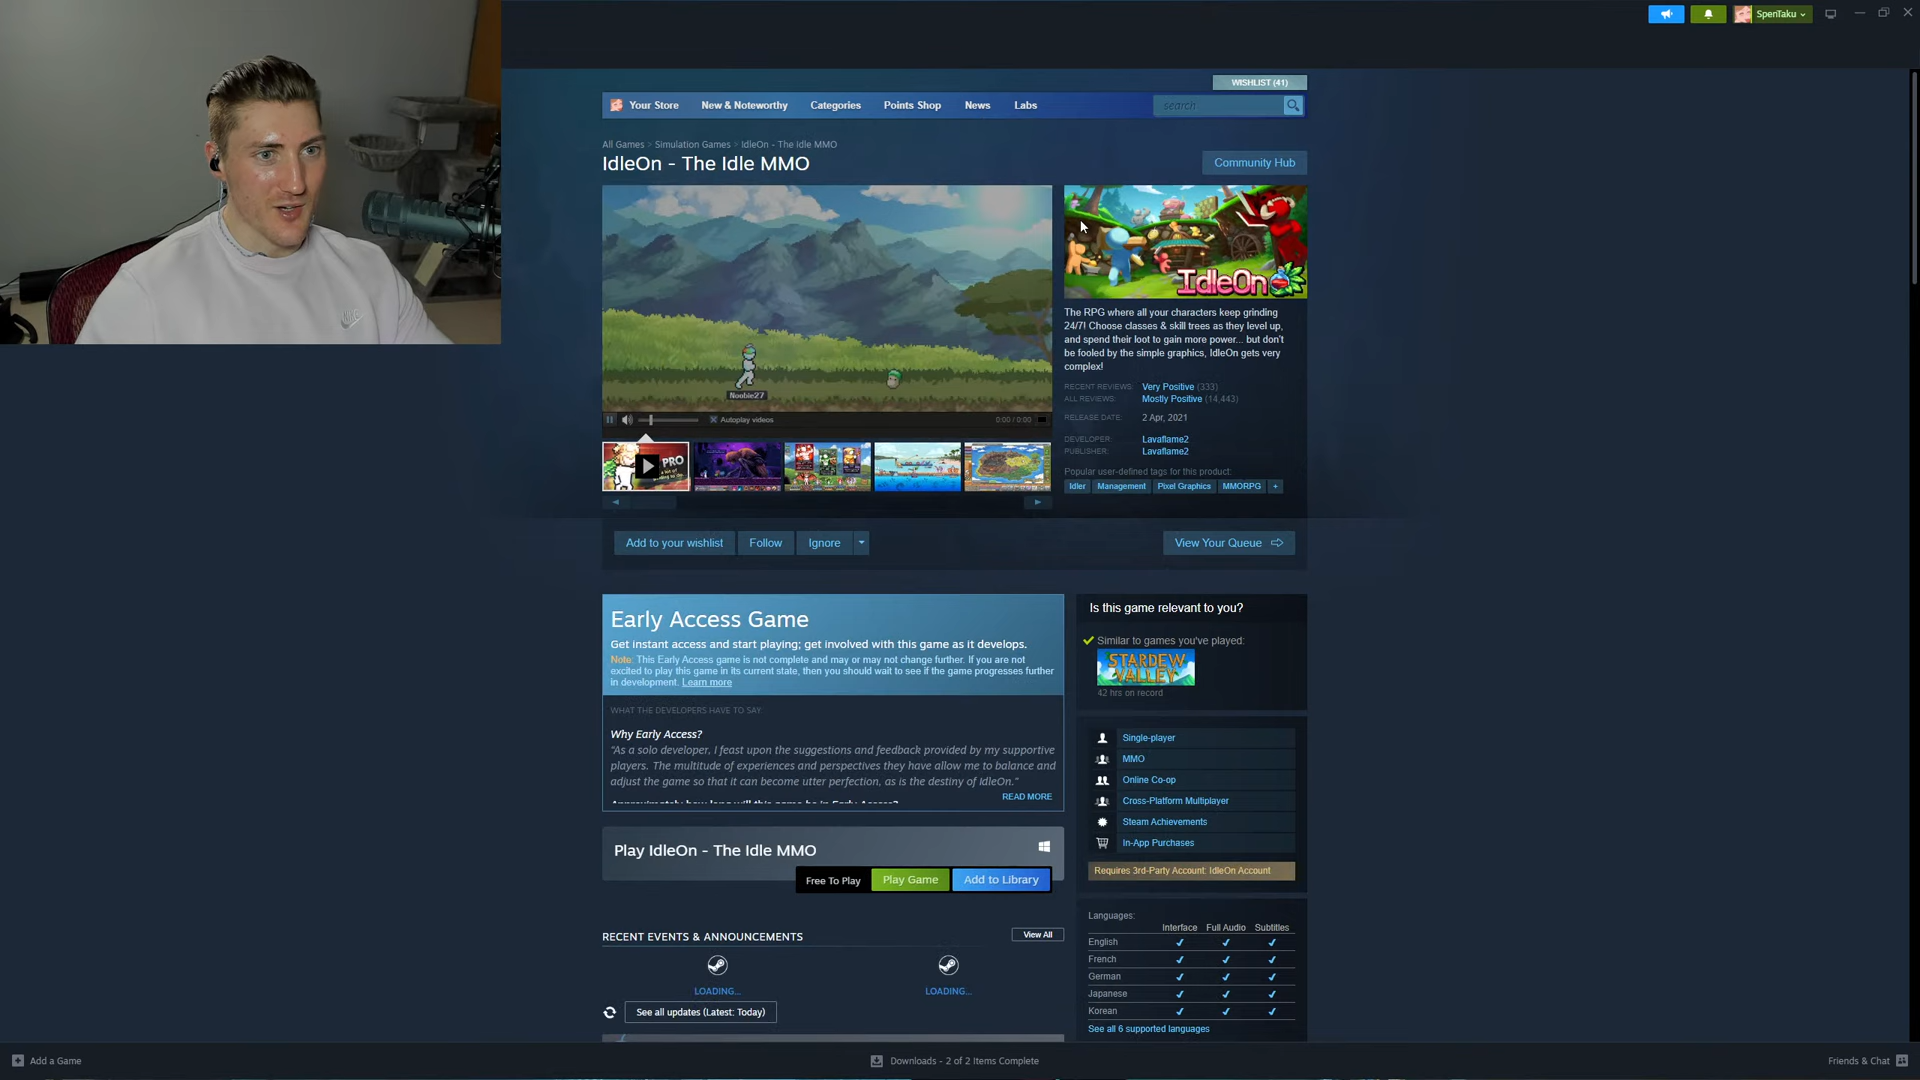 SpenTaku
WISHLIST (41)
Your Store
New & Noteworthy
Categories
Points Shop
News
Labs
search
All Games > Simulation Games > IdleOn - The Idle MMO
IdleOn - The Idle MMO
Community Hub
Noobie27
IdleOn
The RPG where all your characters keep grinding
24/7! Choose classes & skill trees as they level up,
and spend their loot to gain more power... but don't
be fooled by the simple graphics, IdleOn gets very
complex!
RECENT REVIEWS: Very Positive (333)
ALL REVIEWS: Mostly Positive (14,443)
RELEASE DATE: 2 Apr, 2021
DEVELOPER: Lavaflame2
PUBLISHER: Lavaflame2
Popular user-defined tags for this product:
Idler Management Pixel Graphics MMORPG +
Autoplay videos
0:00 / 0:00
PRO
Add to your wishlist
Follow
Ignore
View Your Queue
Early Access Game
Get instant access and start playing; get involved with this game as it develops.
Note: This Early Access game is not complete and may or may not change further. If you are not
excited to play this game in its current state, then you should wait to see if the game progresses further
in development. Learn more
WHAT THE DEVELOPERS HAVE TO SAY:
Why Early Access?
“As a solo developer, I feast upon the suggestions and feedback provided by my supportive
players. The multitude of experiences and perspectives they have allow me to balance and
adjust the game so that it can become utter perfection, as is the destiny of IdleOn.”
Approximately how long will this game be in Early Access?
READ MORE
Is this game relevant to you?
Similar to games you've played:
STARDEW
VALLEY
42 hrs on record
Single-player
MMO
Online Co-op
Cross-Platform Multiplayer
Steam Achievements
In-App Purchases
Requires 3rd-Party Account: IdleOn Account
Play IdleOn - The Idle MMO
Free To Play
Play Game
Add to Library
RECENT EVENTS & ANNOUNCEMENTS
View All
LOADING...
LOADING...
See all updates (Latest: Today)
Languages:
Interface Full Audio Subtitles
English ✔ ✔ ✔
French ✔ ✔ ✔
German ✔ ✔ ✔
Japanese ✔ ✔ ✔
Korean ✔ ✔ ✔
See all 6 supported languages
Add a Game
Downloads - 2 of 2 Items Complete
Friends & Chat